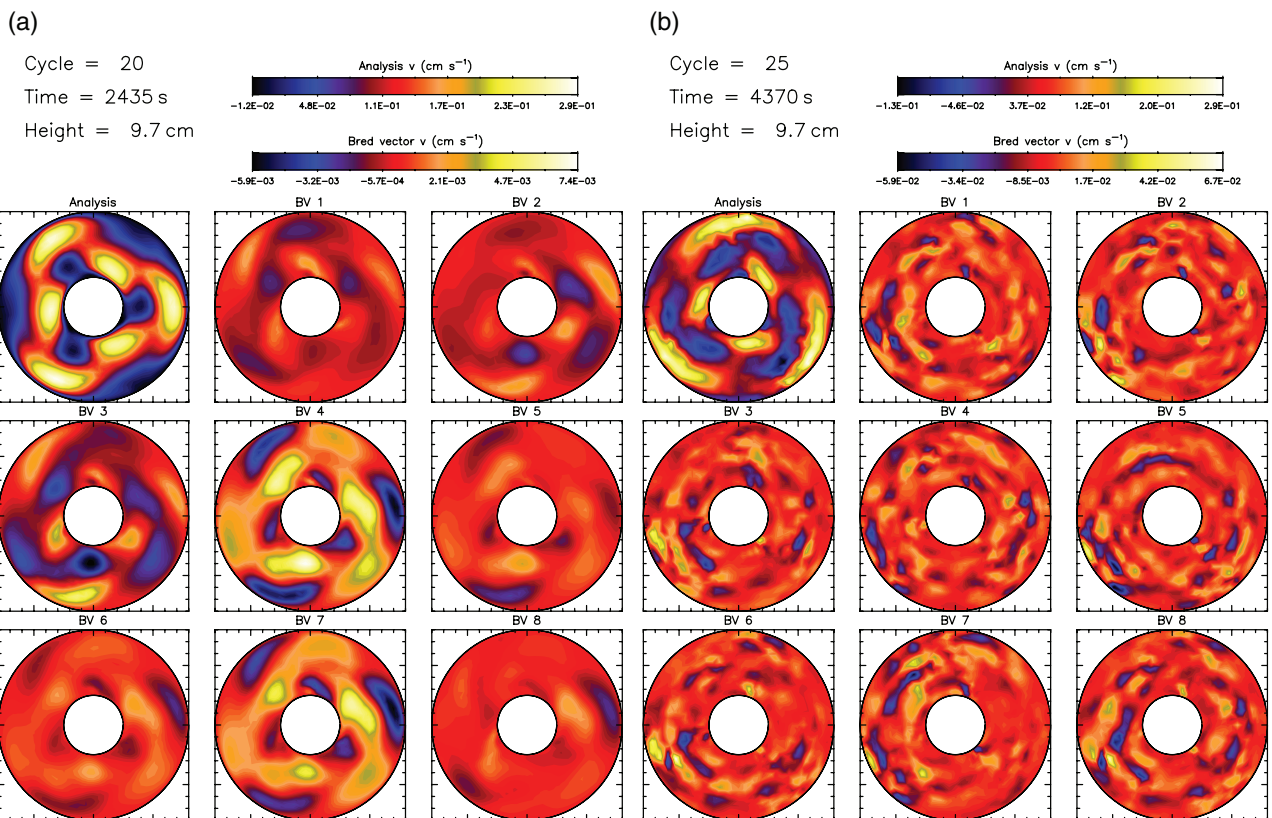 (a)
Cycle = 20
Time = 2435 s
Height = 9.7 cm
Analysis v (cm s⁻¹)
−1.2E−02 4.8E−02 1.1E−01 1.7E−01 2.3E−01 2.9E−01
Bred vector v (cm s⁻¹)
−5.9E−03 −3.2E−03 −5.7E−04 2.1E−03 4.7E−03 7.4E−03
Analysis BV 1 BV 2
BV 3 BV 4 BV 5
BV 6 BV 7 BV 8
(b)
Cycle = 25
Time = 4370 s
Height = 9.7 cm
Analysis v (cm s⁻¹)
−1.3E−01 −4.6E−02 3.7E−02 1.2E−01 2.0E−01 2.9E−01
Bred vector v (cm s⁻¹)
−5.9E−02 −3.4E−02 −8.5E−03 1.7E−02 4.2E−02 6.7E−02
Analysis BV 1 BV 2
BV 3 BV 4 BV 5
BV 6 BV 7 BV 8